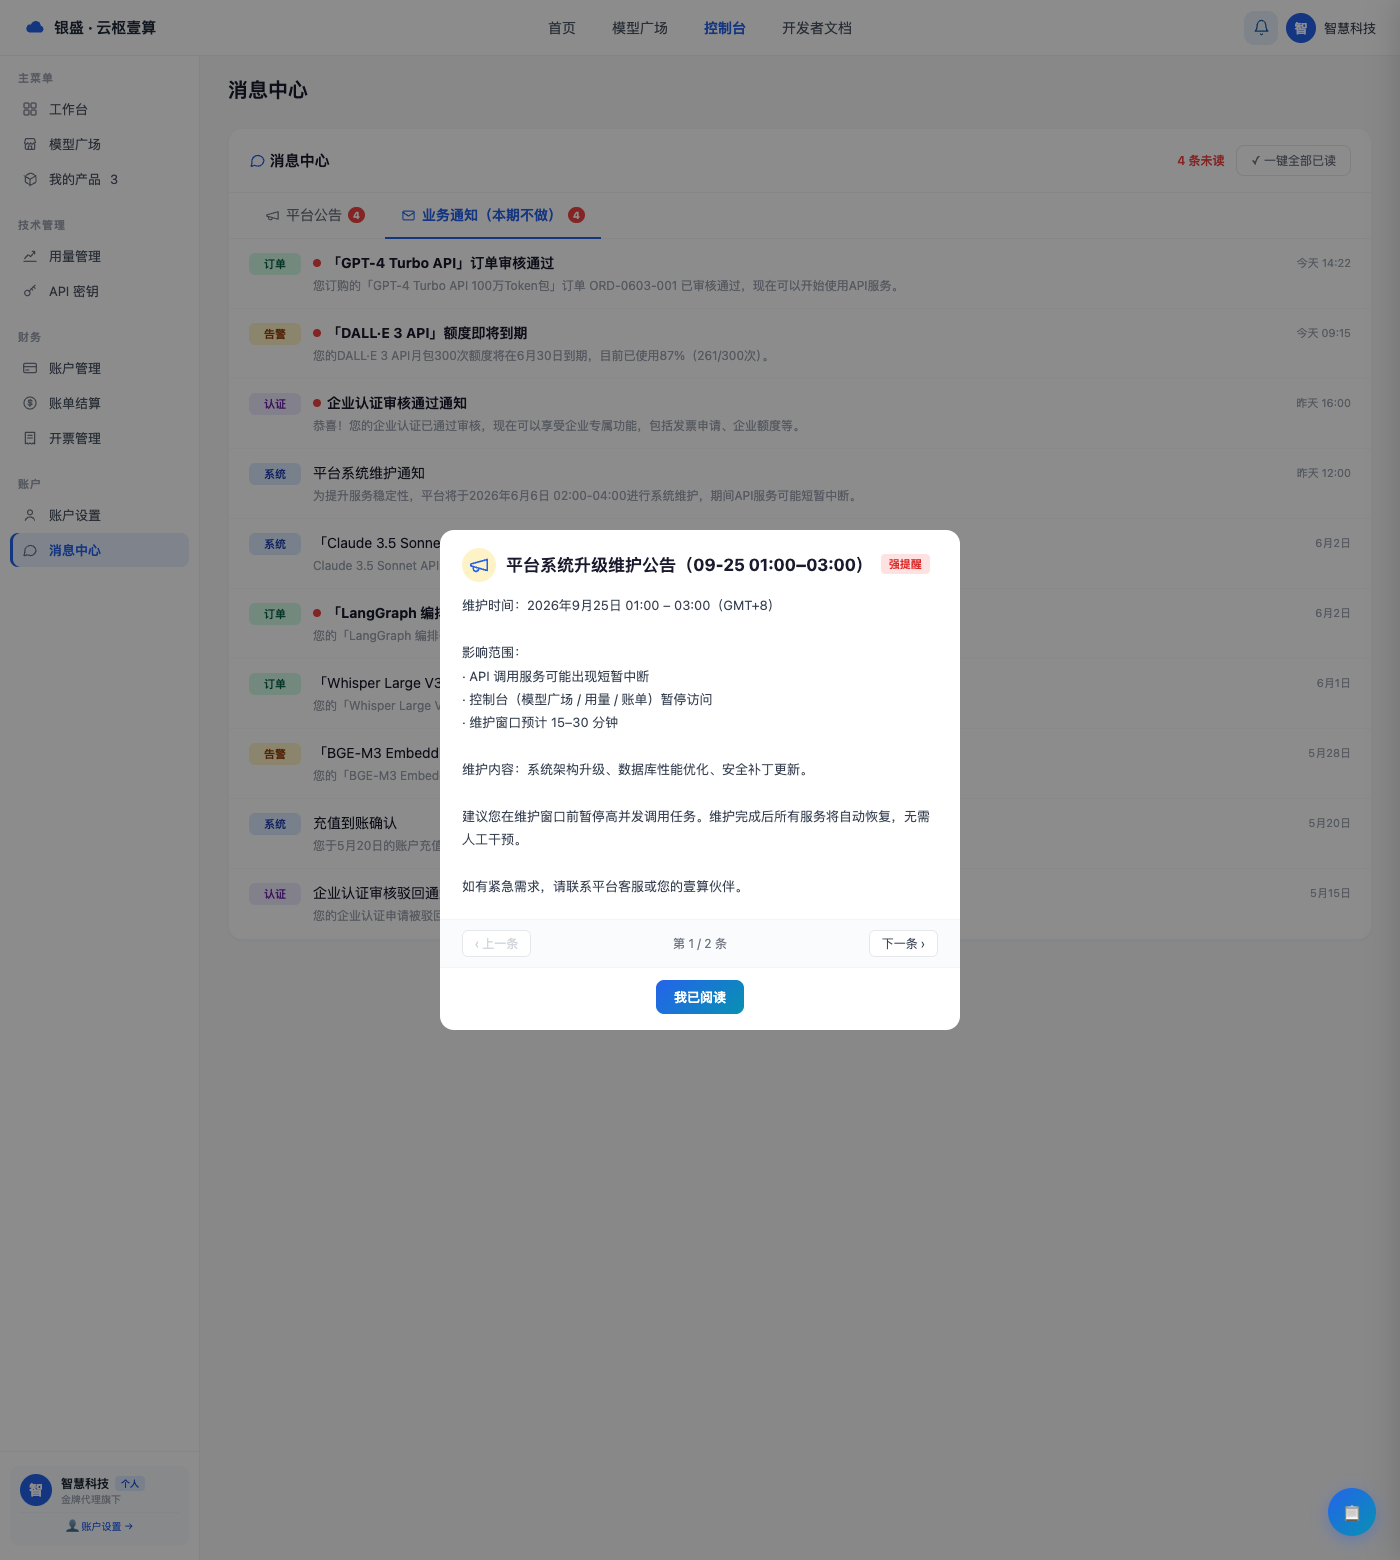 银盛 · 云枢壹算
首页 模型广场 控制台 开发者文档
智 智慧科技
主菜单
工作台
模型广场
我的产品 3
技术管理
用量管理
API 密钥
财务
账户管理
账单结算
开票管理
账户
账户设置
消息中心
消息中心
消息中心
4 条未读 ✓ 一键全部已读
平台公告 4 业务通知（本期不做） 4
订单 「GPT-4 Turbo API」订单审核通过 今天 14:22
您订购的「GPT-4 Turbo API 100万Token包」订单 ORD-0603-001 已审核通过，现在可以开始使用API服务。
告警 「DALL·E 3 API」额度即将到期 今天 09:15
您的DALL·E 3 API月包300次额度将在6月30日到期，目前已使用87%（261/300次）。
认证 企业认证审核通过通知 昨天 16:00
恭喜！您的企业认证已通过审核，现在可以享受企业专属功能，包括发票申请、企业额度等。
系统 平台系统维护通知 昨天 12:00
为提升服务稳定性，平台将于2026年6月6日 02:00-04:00进行系统维护，期间API服务可能短暂中断。
系统 「Claude 3.5 Sonne 6月2日
Claude 3.5 Sonnet API
订单 「LangGraph 编排 6月2日
您的「LangGraph 编排
订单 「Whisper Large V3 6月1日
您的「Whisper Large V
告警 「BGE-M3 Embedd 5月28日
您的「BGE-M3 Embed
系统 充值到账确认 5月20日
您于5月20日的账户充值
认证 企业认证审核驳回通 5月15日
您的企业认证申请被驳回
平台系统升级维护公告（09-25 01:00–03:00） 强提醒
维护时间：2026年9月25日 01:00 – 03:00（GMT+8）
影响范围：
· API 调用服务可能出现短暂中断
· 控制台（模型广场 / 用量 / 账单）暂停访问
· 维护窗口预计 15–30 分钟
维护内容：系统架构升级、数据库性能优化、安全补丁更新。
建议您在维护窗口前暂停高并发调用任务。维护完成后所有服务将自动恢复，无需
人工干预。
如有紧急需求，请联系平台客服或您的壹算伙伴。
‹ 上一条 第 1 / 2 条 下一条 ›
我已阅读
智 智慧科技 个人
金牌代理旗下
账户设置 →